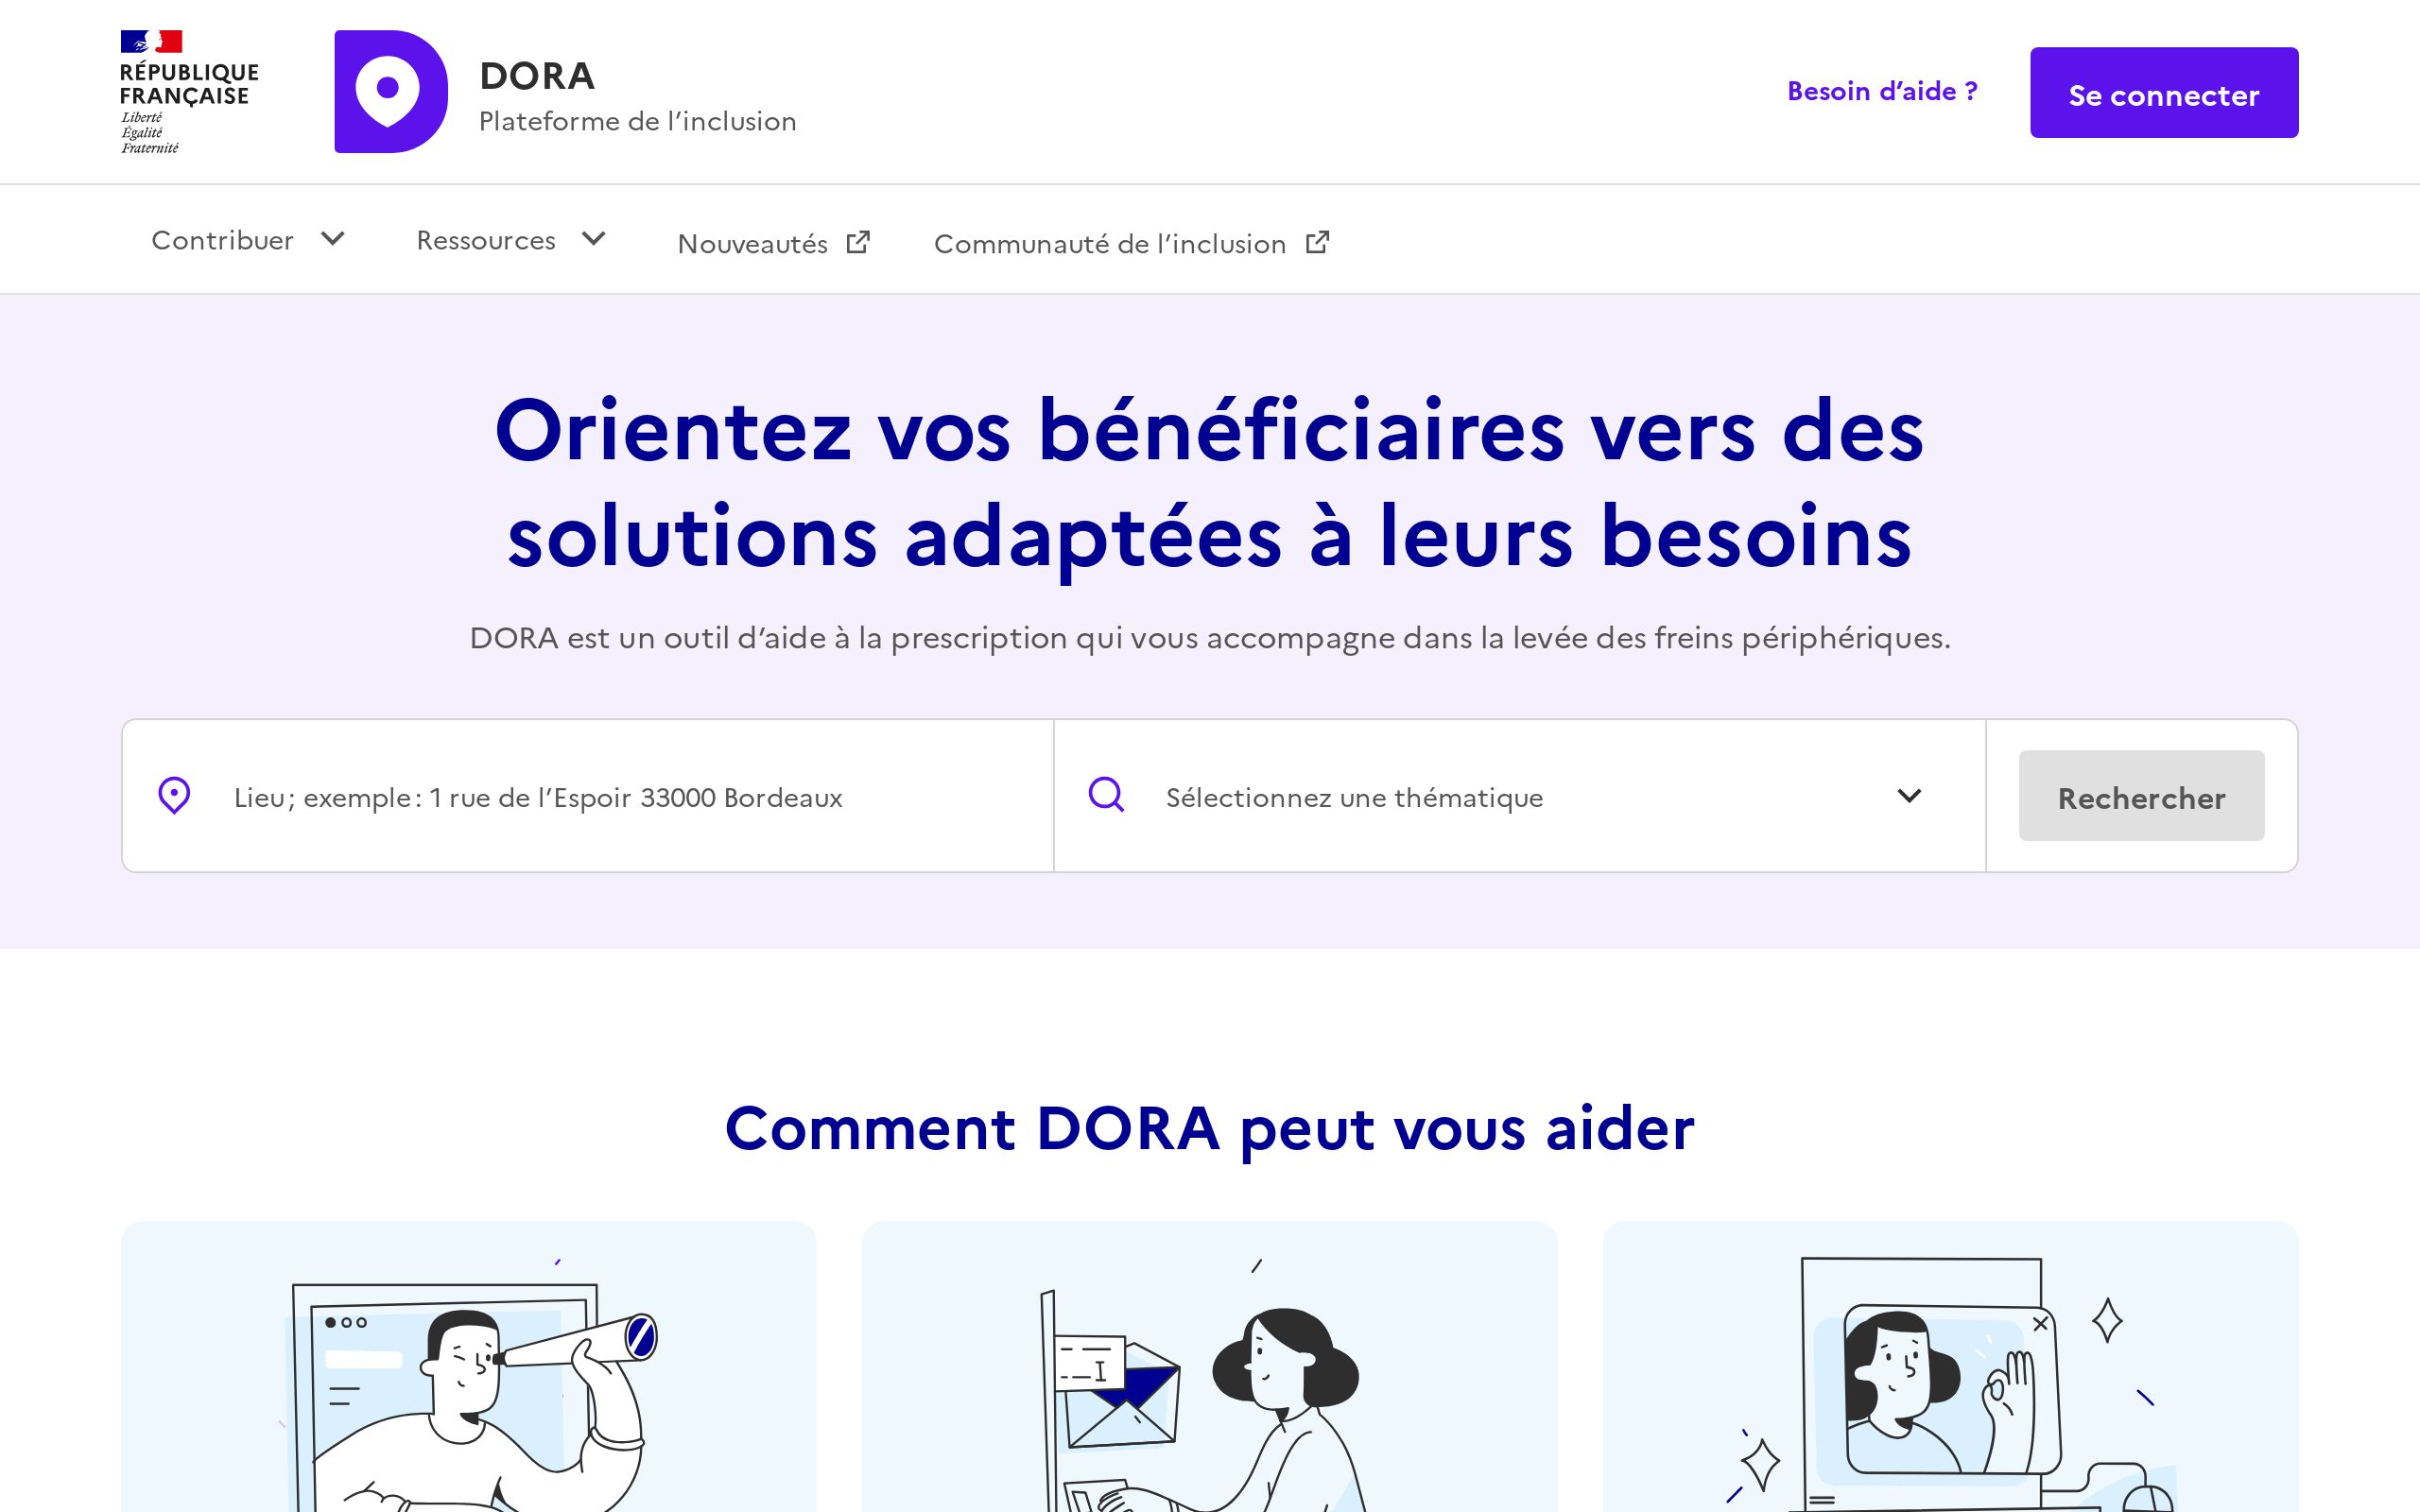 RÉPUBLIQUE
FRANÇAISE
Liberté
Égalité
Fraternité
DORA
Plateforme de l’inclusion
Besoin d’aide ?
Se connecter
Contribuer
Ressources
Nouveautés
Communauté de l’inclusion
Orientez vos bénéficiaires vers des
solutions adaptées à leurs besoins
DORA est un outil d’aide à la prescription qui vous accompagne dans la levée des freins périphériques.
Lieu ; exemple : 1 rue de l’Espoir 33000 Bordeaux
Sélectionnez une thématique
Rechercher
Comment DORA peut vous aider